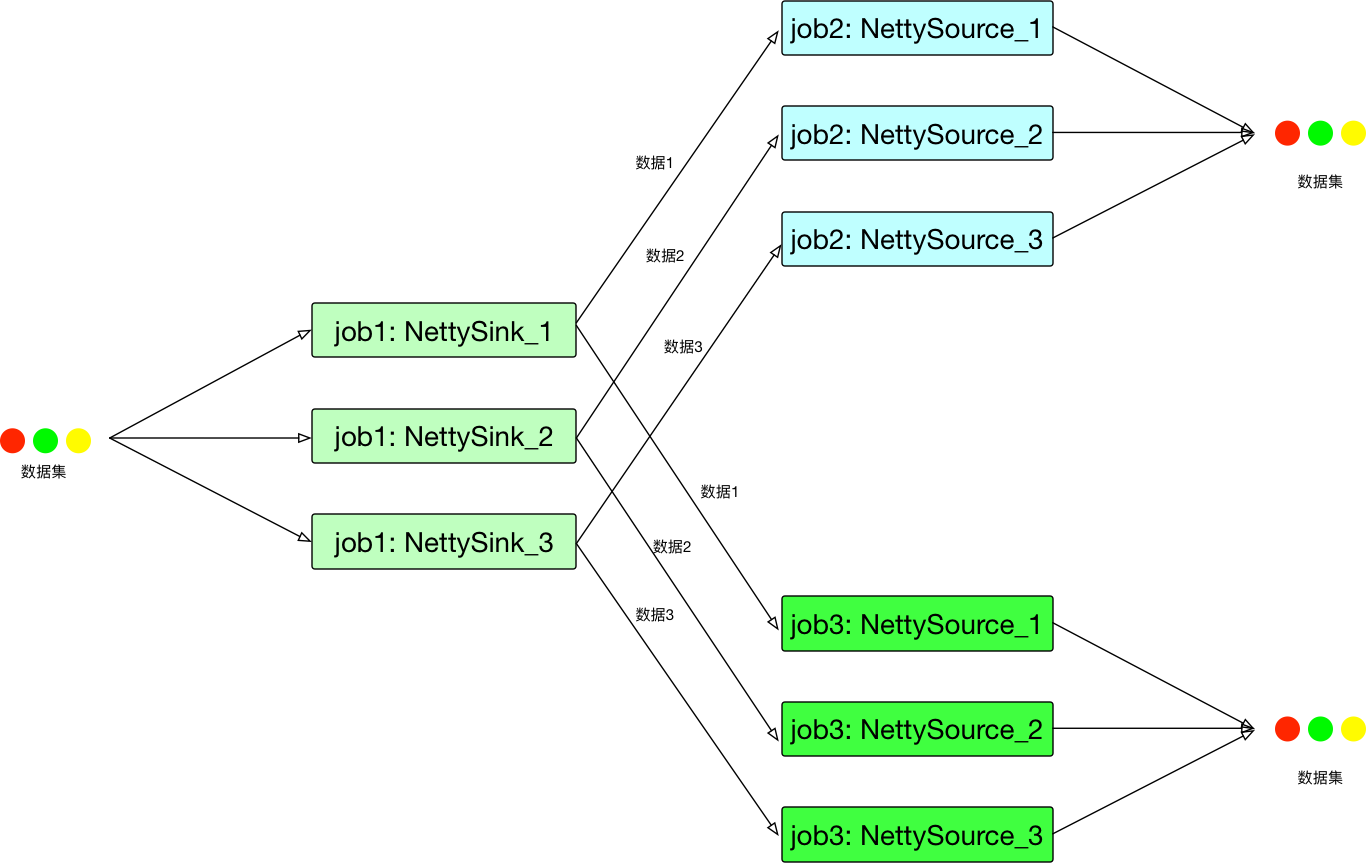 job2: NettySource_1
job2: NettySource_2
数据1
数据集
job2: NettySource_3
数据2
job1: NettySink_1
数据3
job1: NettySink_2
数据集
数据1
job1: NettySink_3
数据2
数据3
job3: NettySource_1
job3: NettySource_2
数据集
job3: NettySource_3